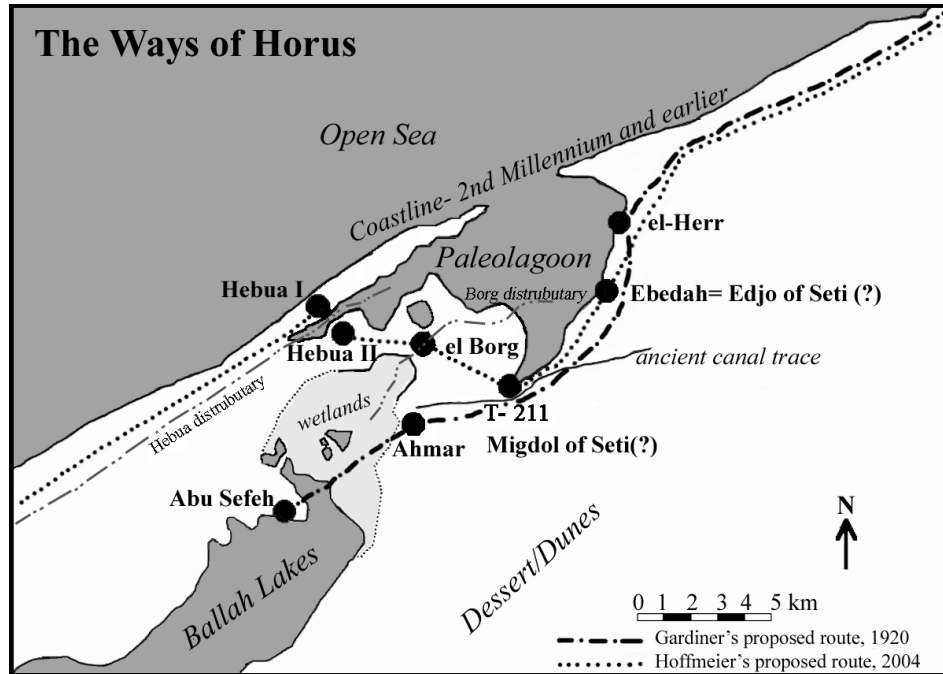 The Ways of Horus
Open Sea
Coastline- 2nd Millennium and earlier
el-Herr
Paleolagoon
Hebua I
Borg distrubutary
Ebedah= Edjo of Seti (?)
Hebua II
el Borg
ancient canal trace
Hebua distrubutary
wetlands
T- 211
Ahmar
Migdol of Seti(?)
Abu Sefeh
Ballah Lakes
Dessert/Dunes
N
0 1 2 3 4 5 km
Gardiner's proposed route, 1920
Hoffmeier's proposed route, 2004